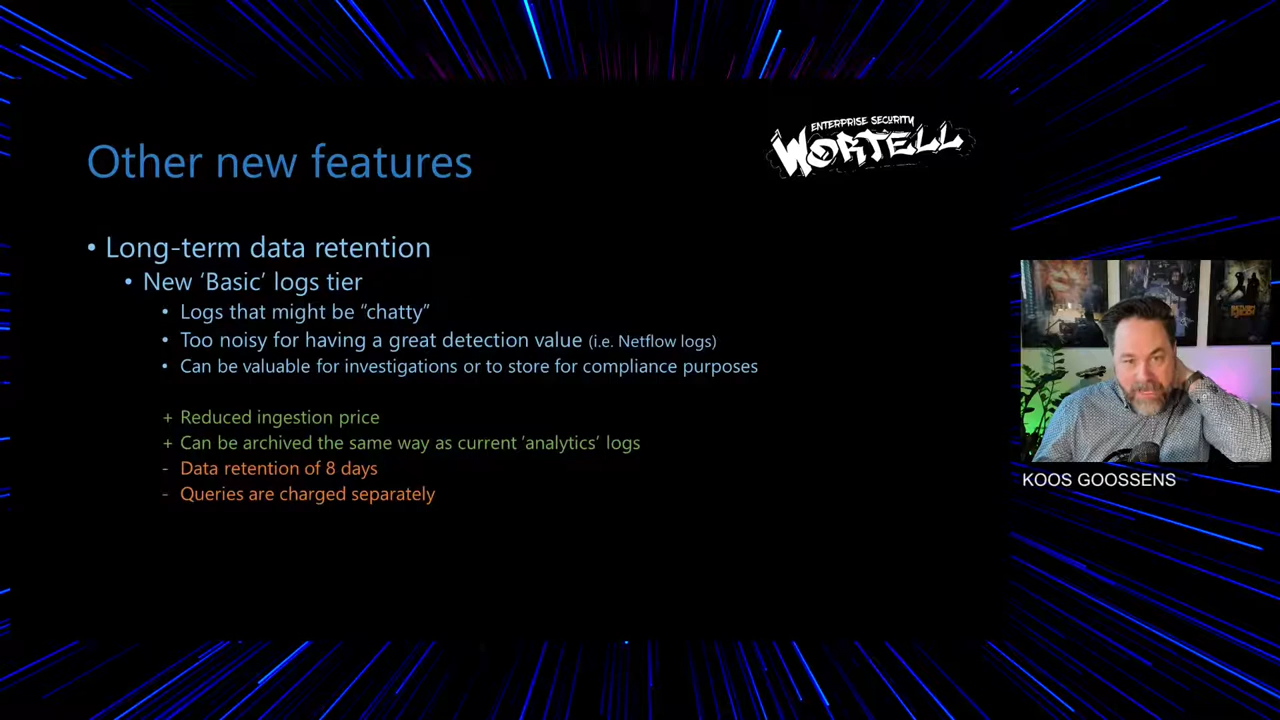 ENTERPRISE SECURITY
WORTELL
Other new features
• Long-term data retention
• New ‘Basic’ logs tier
• Logs that might be “chatty”
• Too noisy for having a great detection value (i.e. Netflow logs)
• Can be valuable for investigations or to store for compliance purposes
+ Reduced ingestion price
+ Can be archived the same way as current ‘analytics’ logs
- Data retention of 8 days
- Queries are charged separately
KOOS GOOSSENS